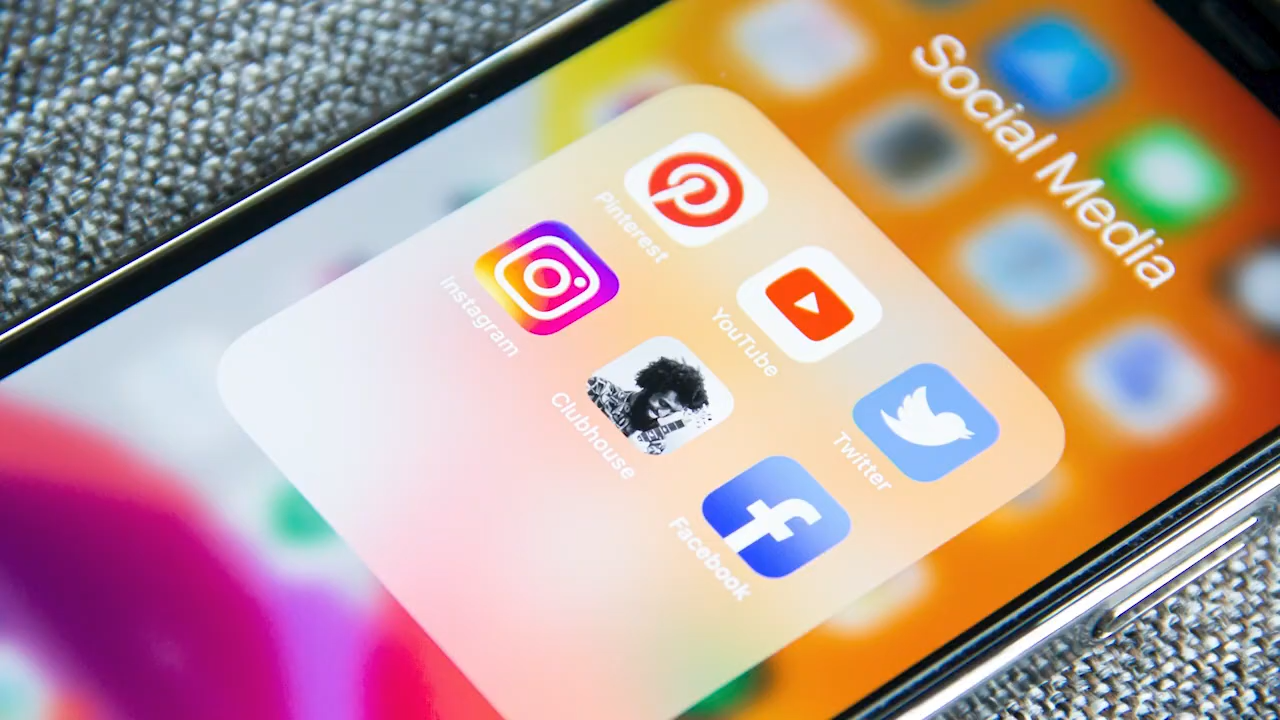 Social Media
Pinterest
YouTube
Twitter
Instagram
Clubhouse
Facebook